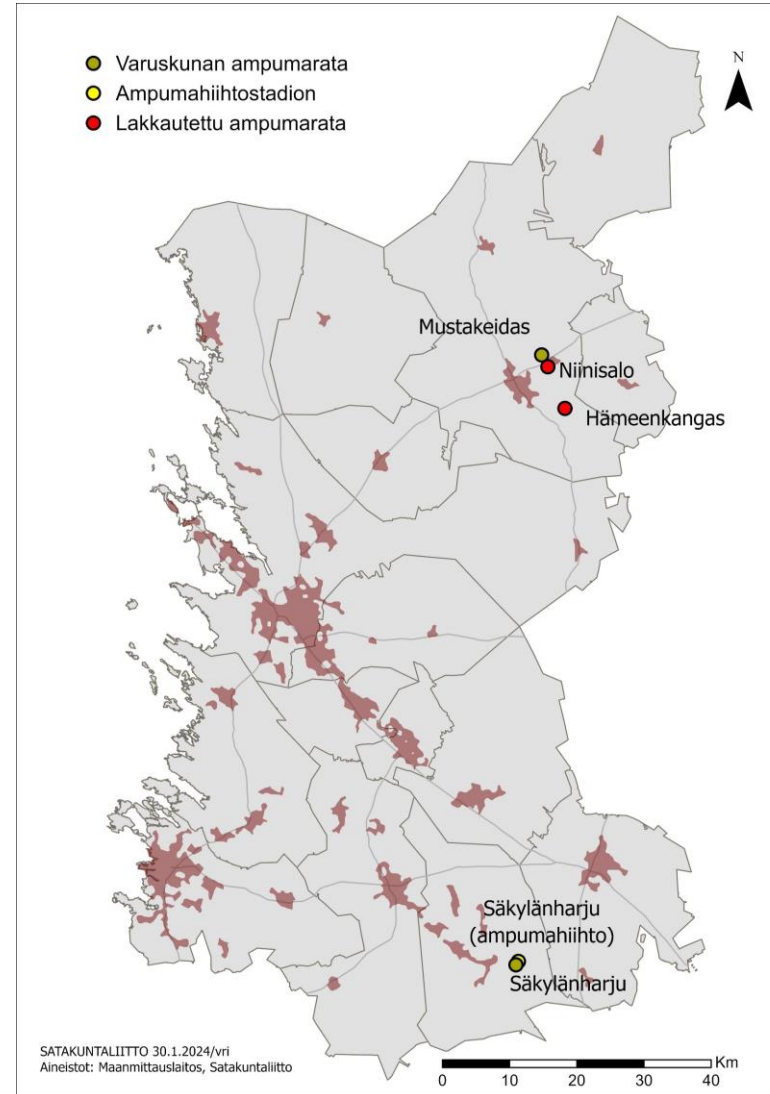 Varuskunan ampumarata
Ampumahiihtostadion
Lakkautettu ampumarata
N
Mustakeidas
Niinisalo
Hämeenkangas
Säkylänharju
(ampumahiihto)
Säkylänharju
SATAKUNTALIITTO 30.1.2024/vri
Aineistot: Maanmittauslaitos, Satakuntaliitto
Km
0 10 20 30 40